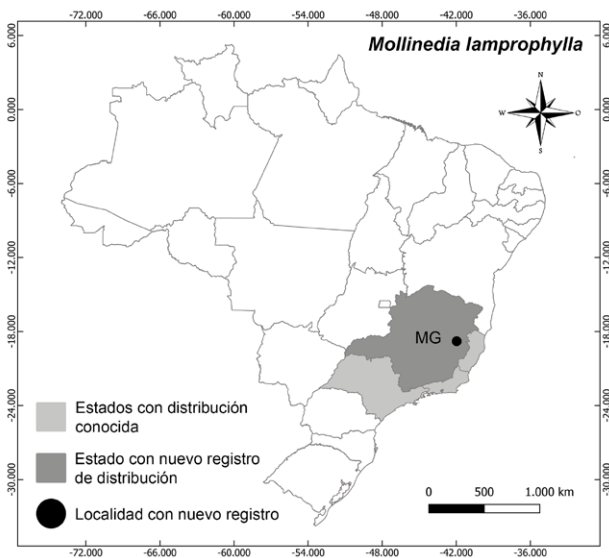 -72.000 -66.000 -60.000 -54.000 -48.000 -42.000 -36.000
Mollinedia lamprophylla
6.000 6.000
N
W O
S
0.000 0.000
-6.000 -6.000
-12.000 -12.000
-18.000 -18.000
MG
-24.000 -24.000
-30.000 -30.000
Estados con distribución
conocida
Estado con nuevo registro
de distribución
Localidad con nuevo registro
0 500 1.000 km
-72.000 -66.000 -60.000 -54.000 -48.000 -42.000 -36.000